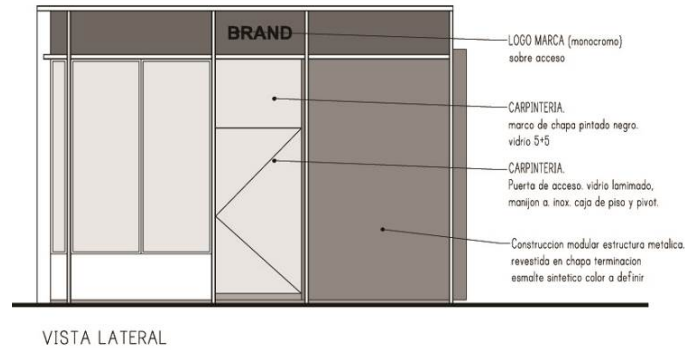 BRAND
LOGO MARCA (monocromo)
sobre acceso
CARPINTERIA.
marco de chapa pintado negro.
vidrio 5+5
CARPINTERIA.
Puerta de acceso. vidrio lamimado,
manijon a. inox. caja de piso y pivot.
Construccion modular estructura metalica.
revestida en chapa terminacion
esmalte sintetico color a definir
VISTA LATERAL